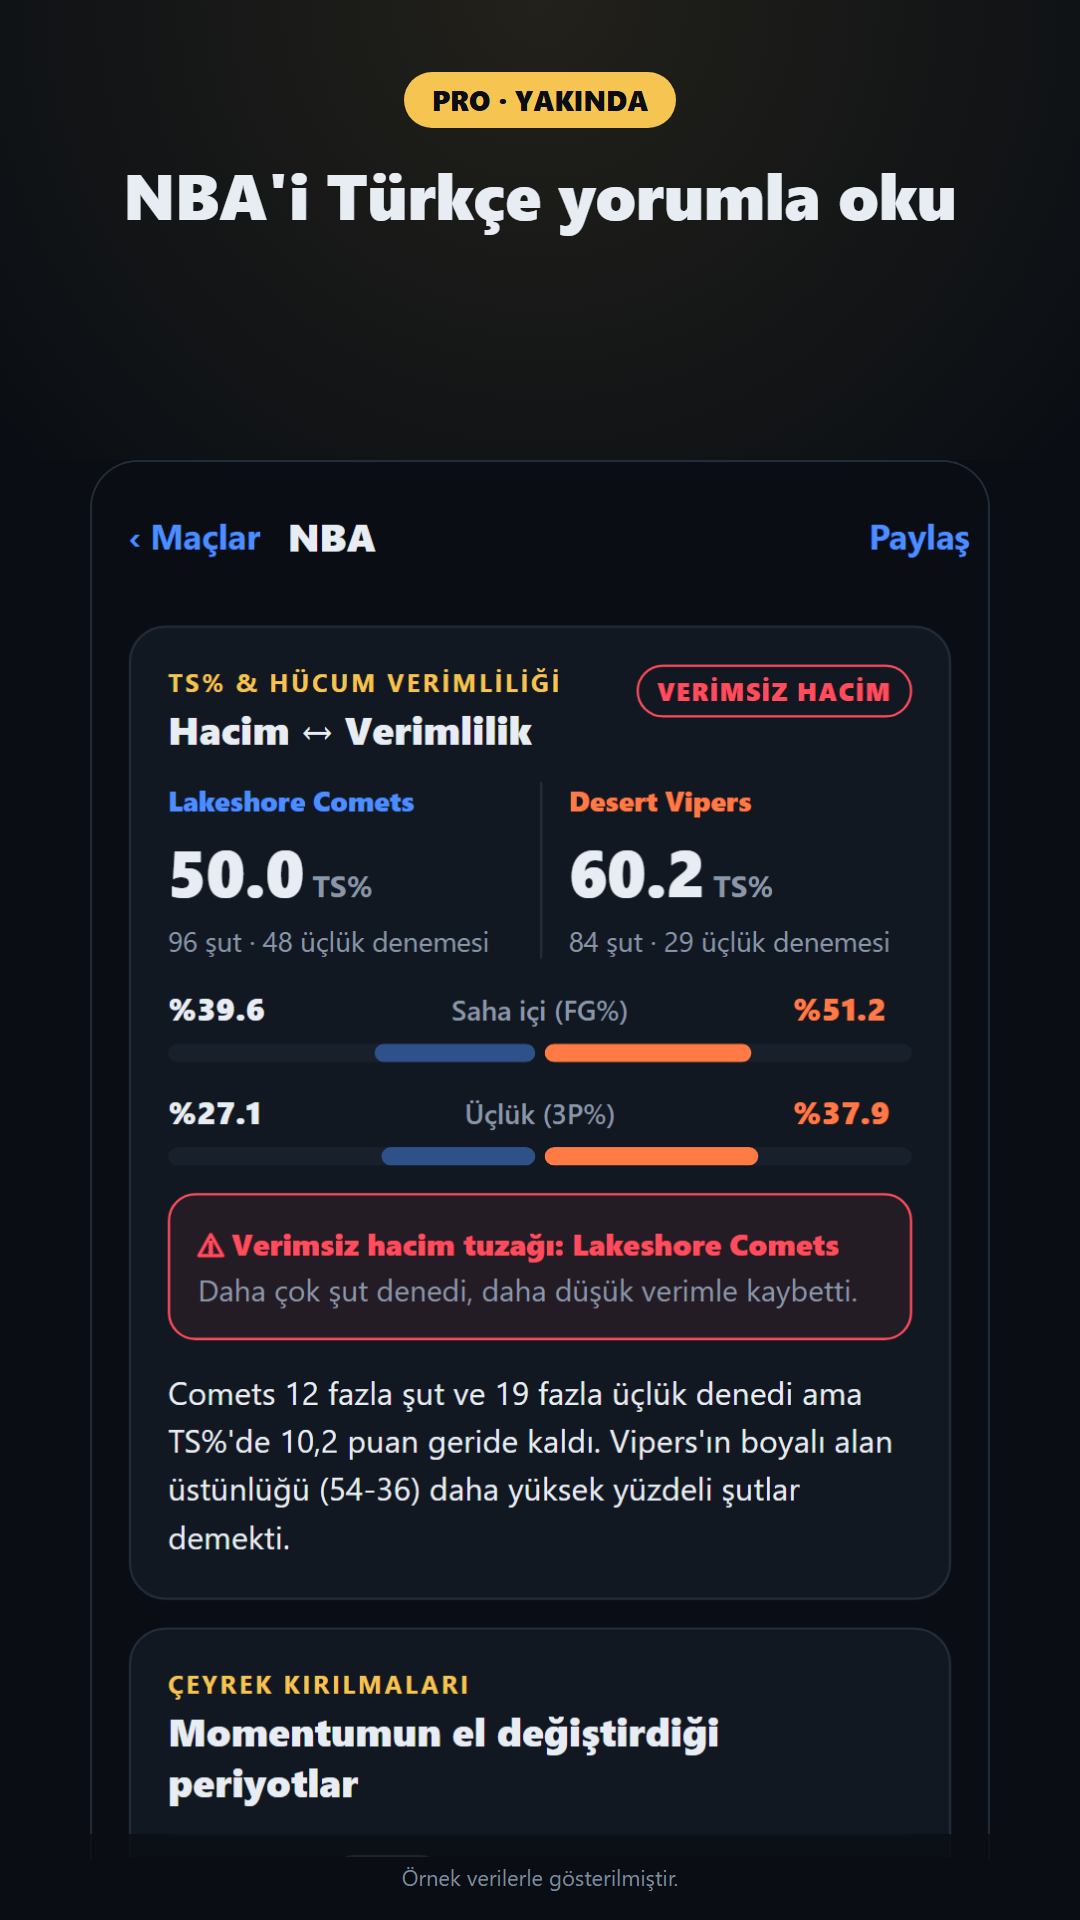 PRO · YAKINDA
NBA'i Türkçe yorumla oku
‹ Maçlar NBA Paylaş
TS% & HÜCUM VERİMLİLİĞİ
VERİMSİZ HACİM
Hacim ↔ Verimlilik
Lakeshore Comets Desert Vipers
50.0 TS% 60.2 TS%
96 şut · 48 üçlük denemesi 84 şut · 29 üçlük denemesi
%39.6 Saha içi (FG%) %51.2
%27.1 Üçlük (3P%) %37.9
⚠ Verimsiz hacim tuzağı: Lakeshore Comets
Daha çok şut denedi, daha düşük verimle kaybetti.
Comets 12 fazla şut ve 19 fazla üçlük denedi ama
TS%'de 10,2 puan geride kaldı. Vipers'ın boyalı alan
üstünlüğü (54-36) daha yüksek yüzdeli şutlar
demekti.
ÇEYREK KIRILMALARI
Momentumun el değiştirdiği
periyotlar
Örnek verilerle gösterilmiştir.